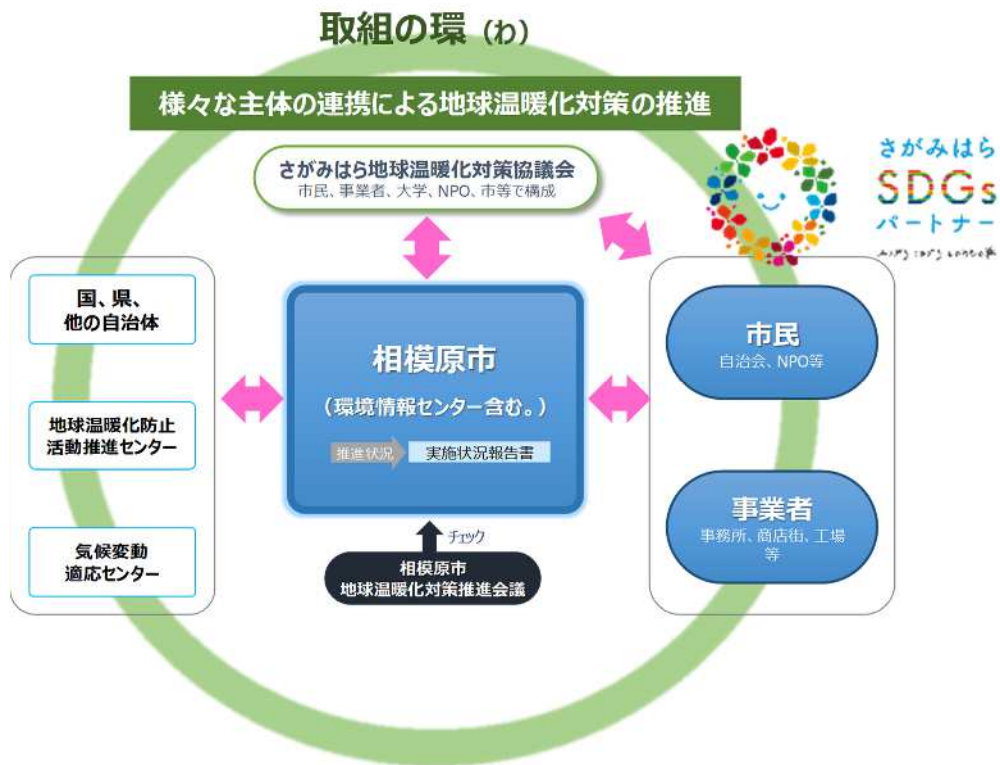 取組の環（わ）
様々な主体の連携による地球温暖化対策の推進
さがみはら地球温暖化対策協議会
市民、事業者、大学、NPO、市等で構成
さがみはら
SDGs
パートナー
国、県、
他の自治体
地球温暖化防止
活動推進センター
気候変動
適応センター
相模原市
（環境情報センター含む。）
推進状況
実施状況報告書
チェック
相模原市
地球温暖化対策推進会議
市民
自治会、NPO等
事業者
事務所、商店街、工場
等